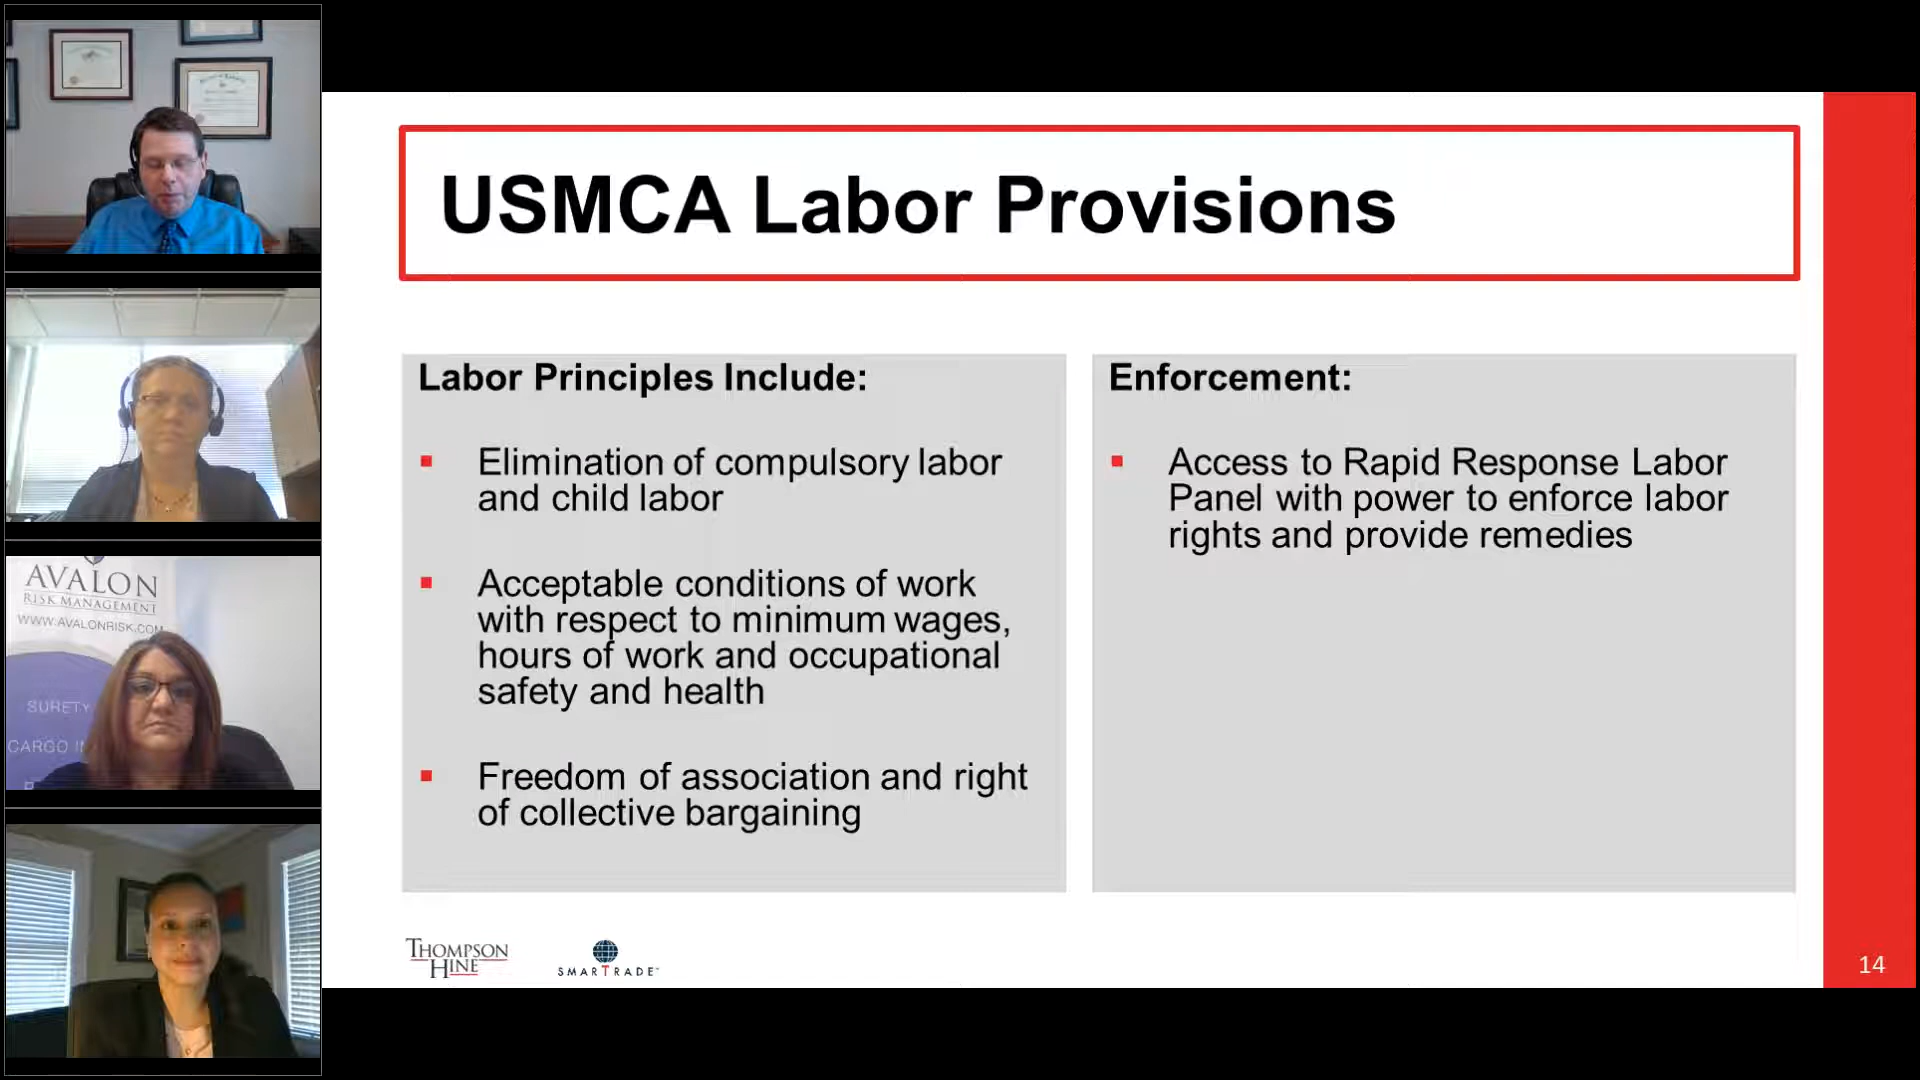 AVALON
RISK MANAGEMENT
WWW.AVALONRISK.COM
SURETY
CARGO IN
USMCA Labor Provisions
Labor Principles Include:
▪ Elimination of compulsory labor
and child labor
▪ Acceptable conditions of work
with respect to minimum wages,
hours of work and occupational
safety and health
▪ Freedom of association and right
of collective bargaining
Enforcement:
▪ Access to Rapid Response Labor
Panel with power to enforce labor
rights and provide remedies
THOMPSON
HINE
SMARTRADE™
14